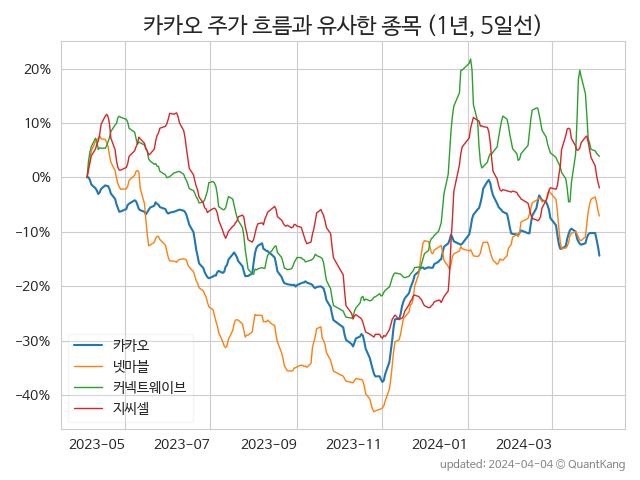 카카오 주가 흐름과 유사한 종목 (1년, 5일선)
20%
10%
0%
−10%
−20%
−30%
−40%
카카오
넷마블
커넥트웨이브
지씨셀
2023-05
2023-07
2023-09
2023-11
2024-01
2024-03
updated: 2024-04-04 © QuantKang